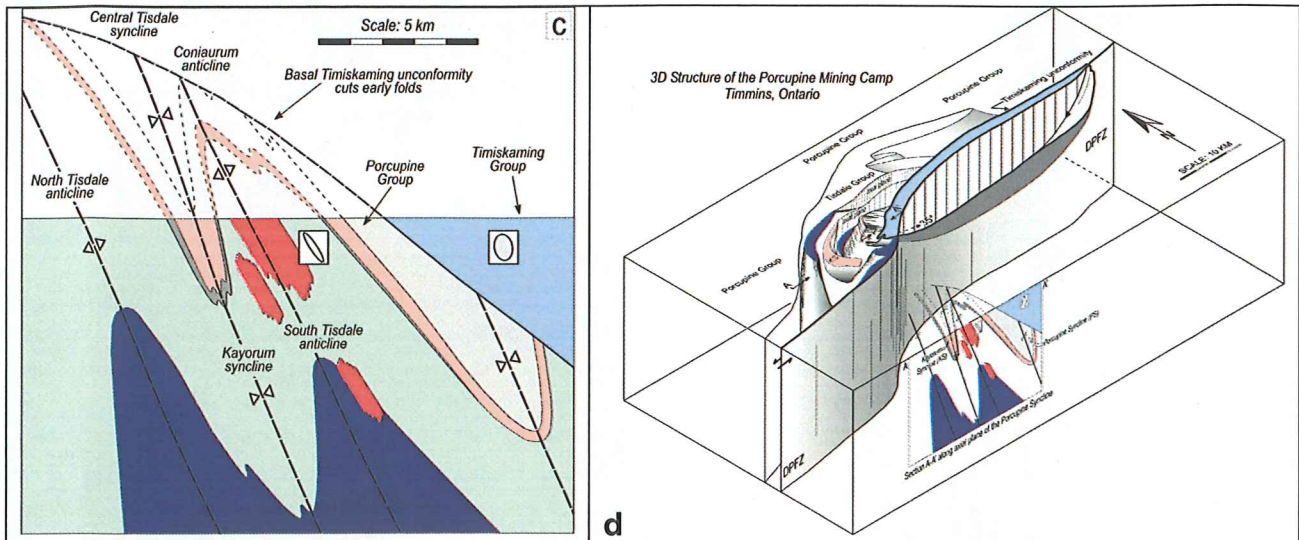 Central Tisdale
syncline
Scale: 5 km
C
Coniaurum
anticline
Basal Timiskaming unconformity
cuts early folds
North Tisdale
anticline
Porcupine
Group
Timiskaming
Group
South Tisdale
anticline
Kayorum
syncline
3D Structure of the Porcupine Mining Camp
Timmins, Ontario
Porcupine Group
Timiskaming unconformity
Porcupine Group
Tisdale Group
DPFZ
N
SCALE: 10 KM
35°
Porcupine Group
A
A
Porcupine Syncline (PS)
Section A-A' along axial plane of the Porcupine Syncline
DPFZ
d